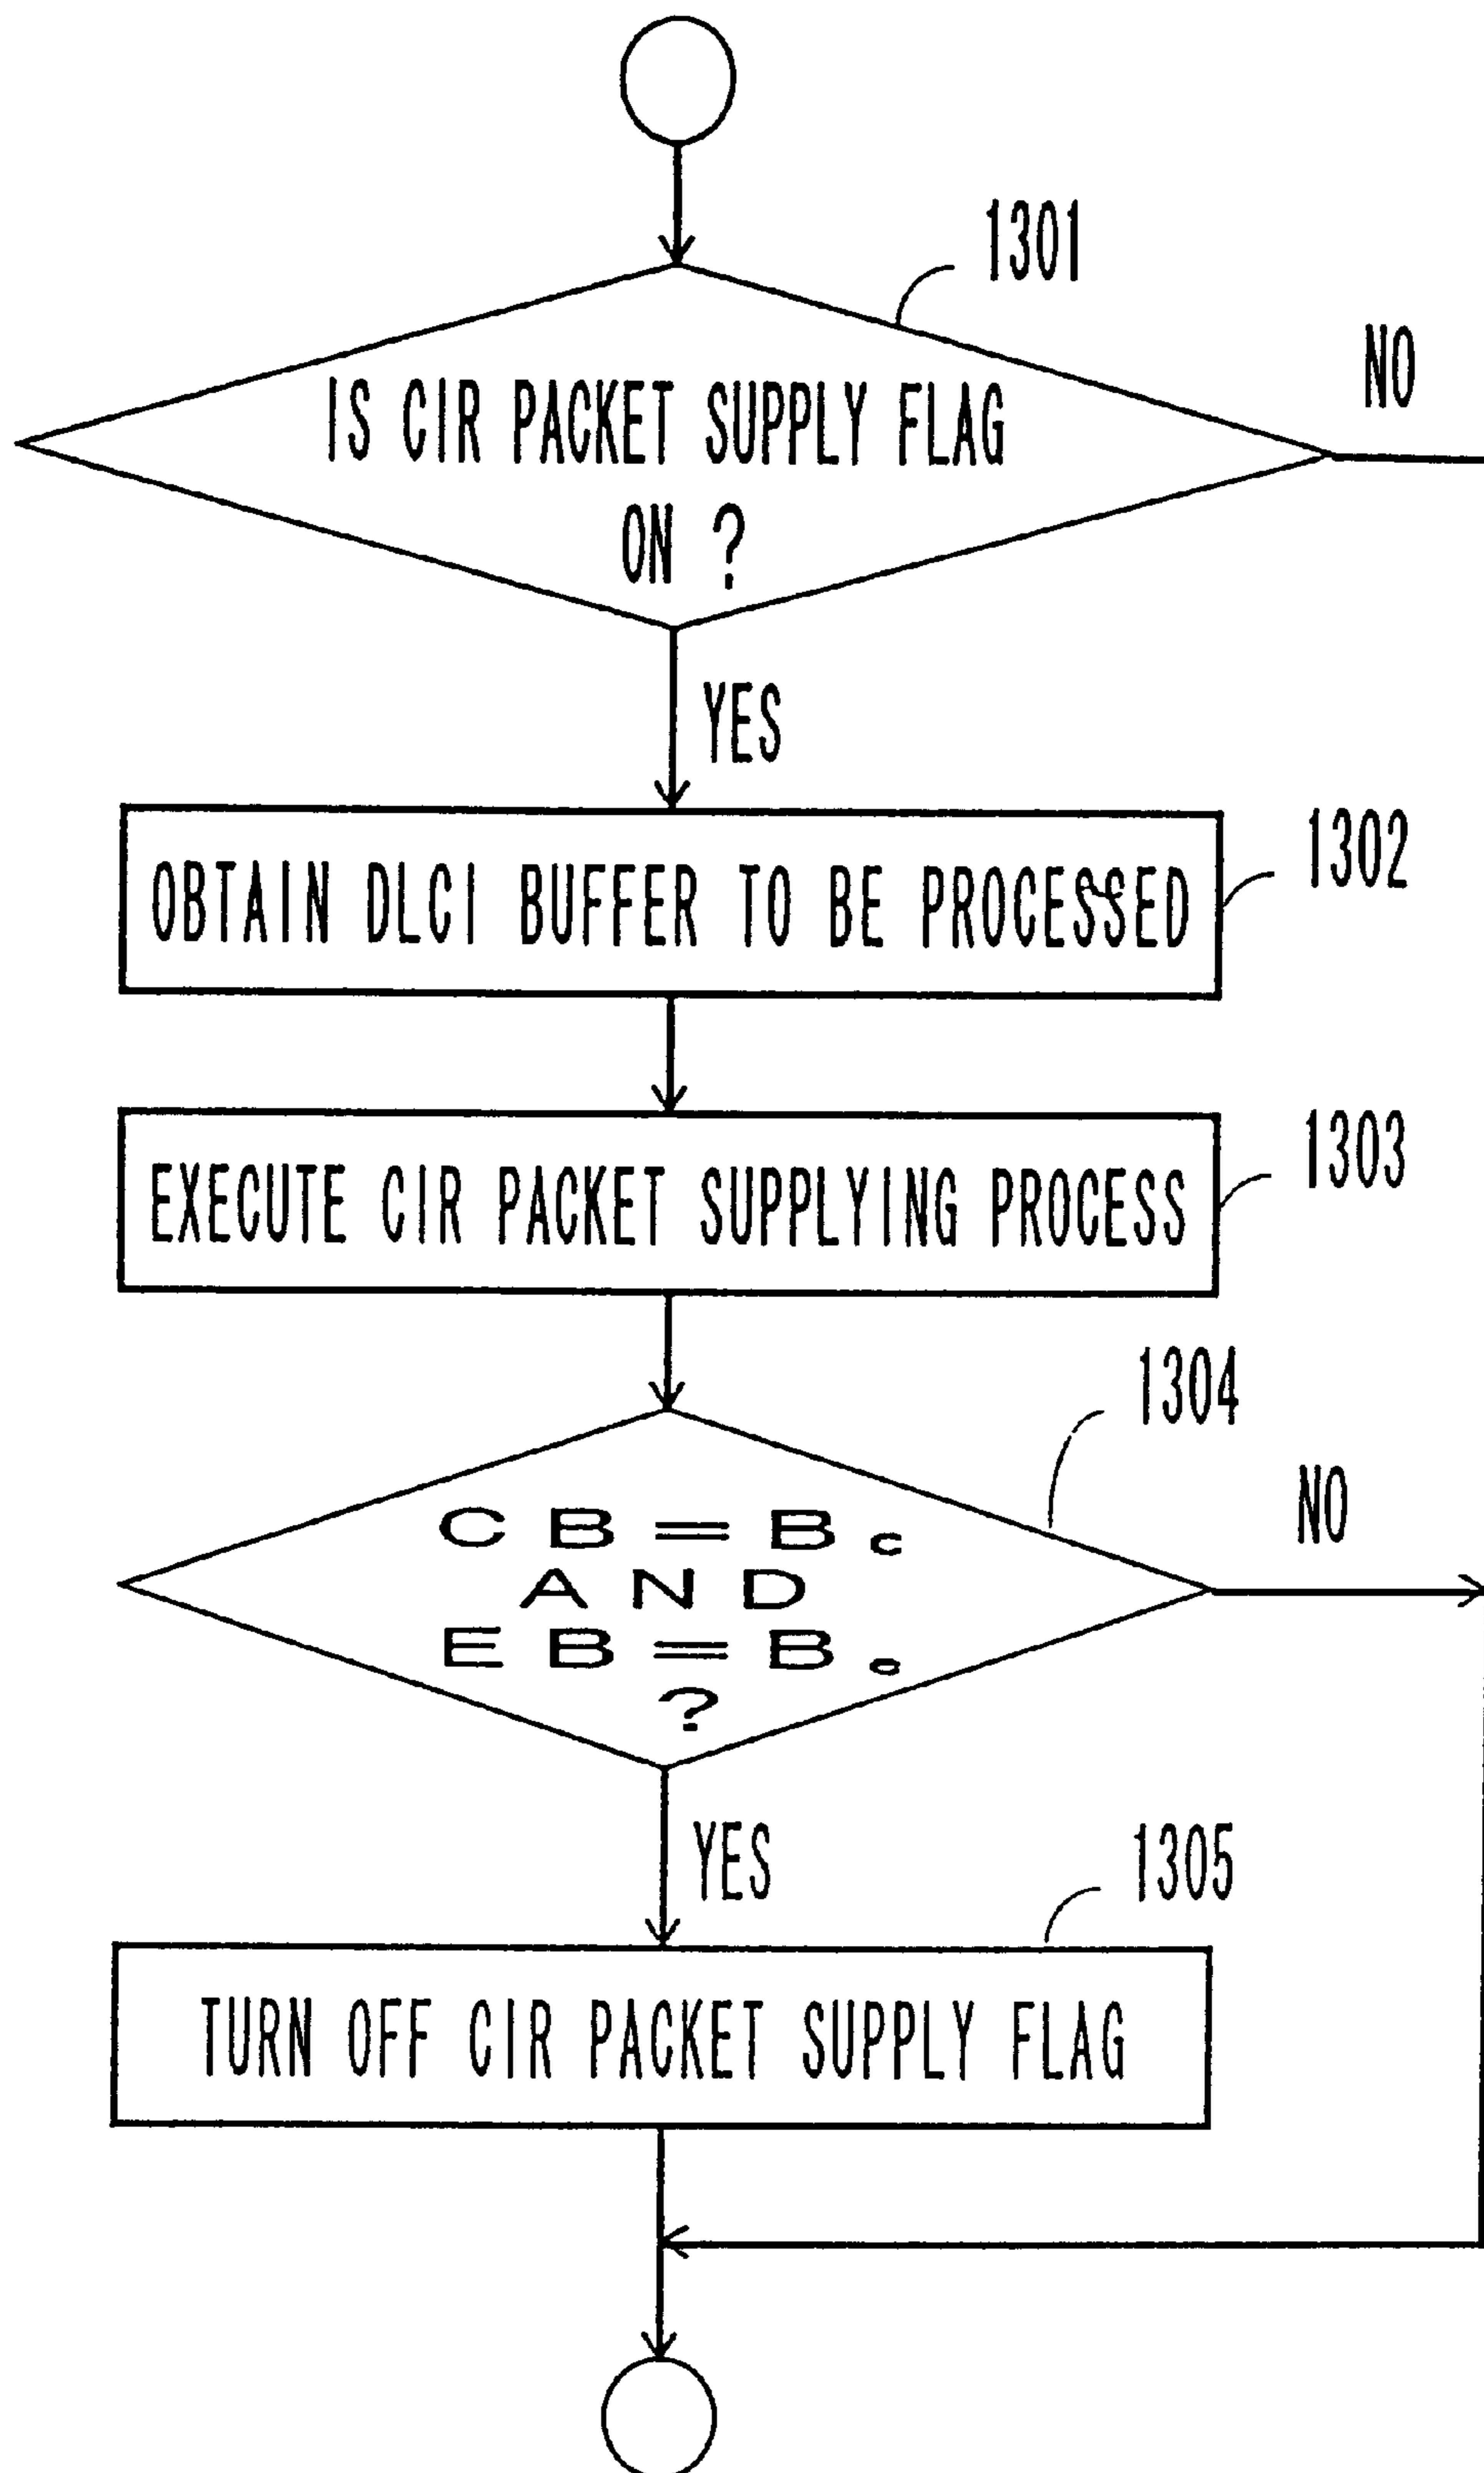 1301
NO
IS CIR PACKET SUPPLY FLAG
ON ?
YES
1302
OBTAIN DLCI BUFFER TO BE PROCESSED
1303
EXECUTE CIR PACKET SUPPLYING PROCESS
1304
NO
CB=Bc
AND
EB=Be
?
YES
1305
TURN OFF CIR PACKET SUPPLY FLAG